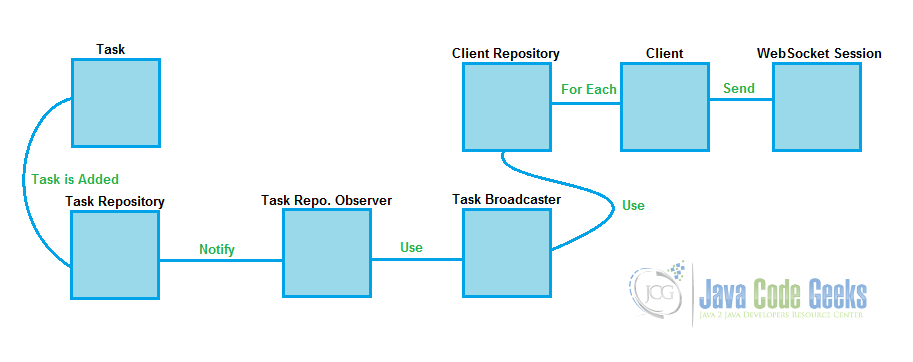 Task
Client Repository
Client
WebSocket Session
For Each
Send
Task is Added
Task Repository
Task Repo. Observer
Task Broadcaster
Use
Notify
Use
JCG
Java Code Geeks
Java 2 Java Developers Resource Center